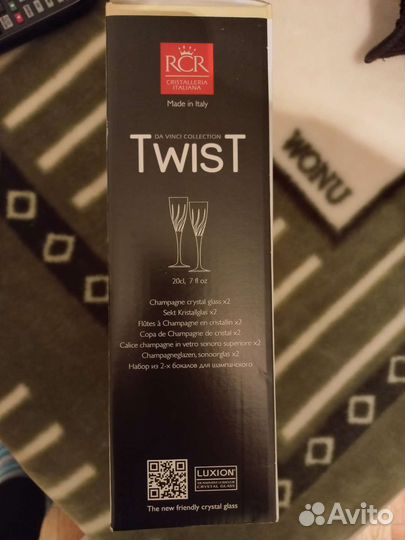 RCR
CRISTALLERIA
ITALIANA
Made in Italy
DA VINCI COLLECTION
TWIST
WONU
20cl, 7 fl oz
Champagne crystal glass x2
Sekt Kristallglas x2
Flûtes à Champagne en cristallin x2
Copa de Champagne de cristal x2
Calice champagne in vetro sonoro superiore x2
Champagneglazen, sonoorglas x2
Набор из 2-х бокалов для шампанского
LUXION
CRYSTAL GLASS
The new friendly crystal glass
Avito